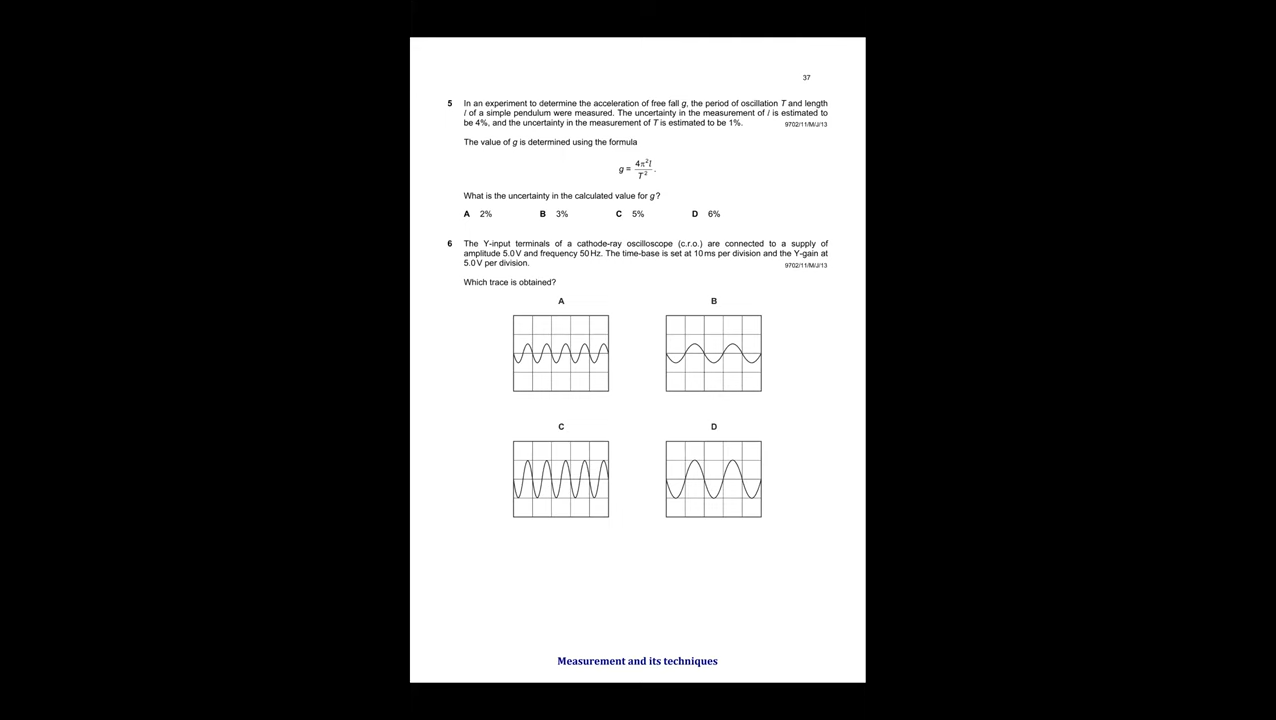 37
5 In an experiment to determine the acceleration of free fall g, the period of oscillation T and length
l of a simple pendulum were measured. The uncertainty in the measurement of l is estimated to
be 4%, and the uncertainty in the measurement of T is estimated to be 1%. 9702/11/M/J/13
The value of g is determined using the formula
g = 4π²l / T² .
What is the uncertainty in the calculated value for g?
A 2% B 3% C 5% D 6%
6 The Y-input terminals of a cathode-ray oscilloscope (c.r.o.) are connected to a supply of
amplitude 5.0 V and frequency 50 Hz. The time-base is set at 10 ms per division and the Y-gain at
5.0 V per division. 9702/11/M/J/13
Which trace is obtained?
A B
C D
Measurement and its techniques